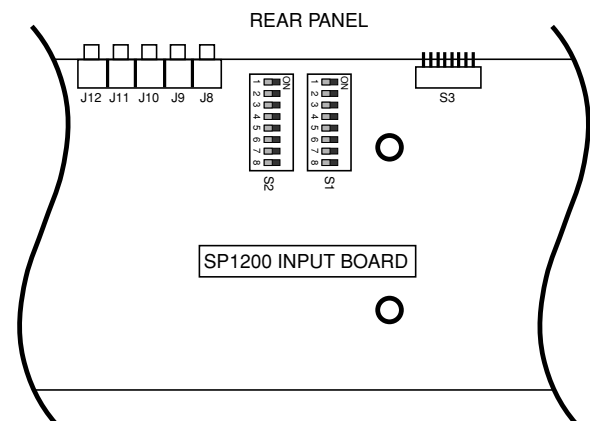 REAR PANEL
J12 J11 J10 J9 J8
S3
ON
1
2
3
4
5
6
7
8
S2
ON
1
2
3
4
5
6
7
8
S1
SP1200 INPUT BOARD